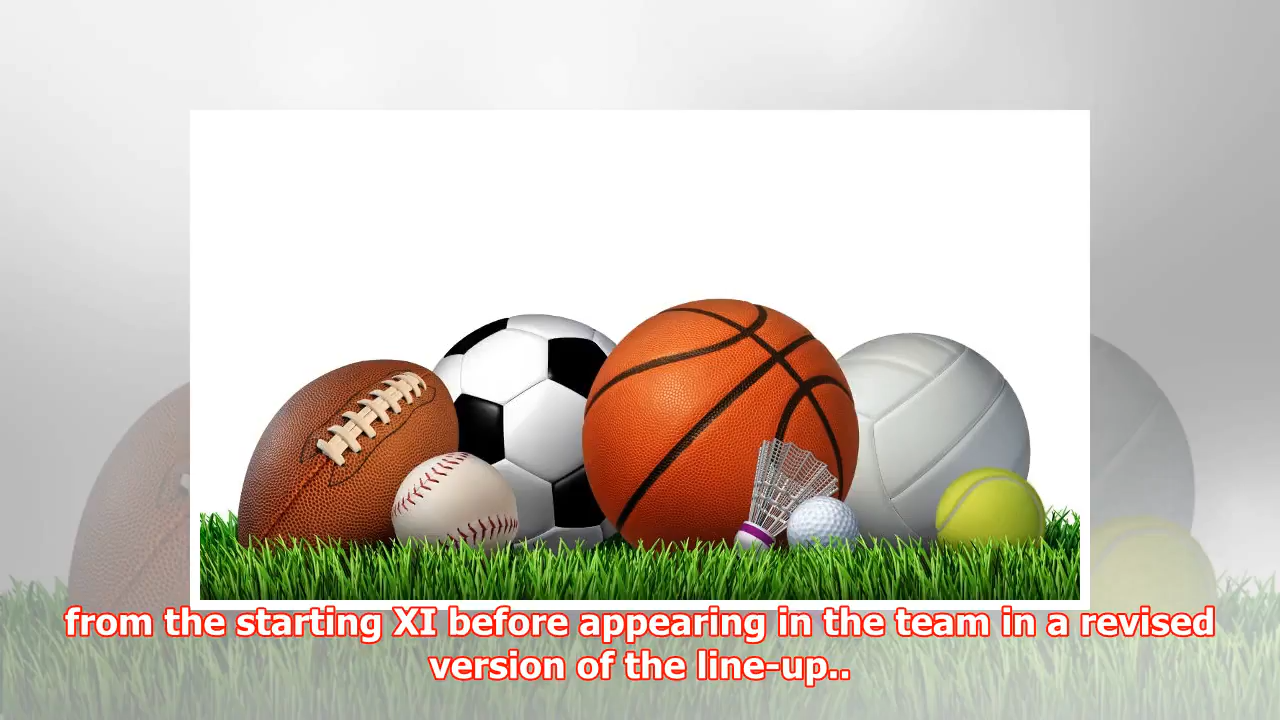 from the starting XI before appearing in the team in a revised
version of the line-up..